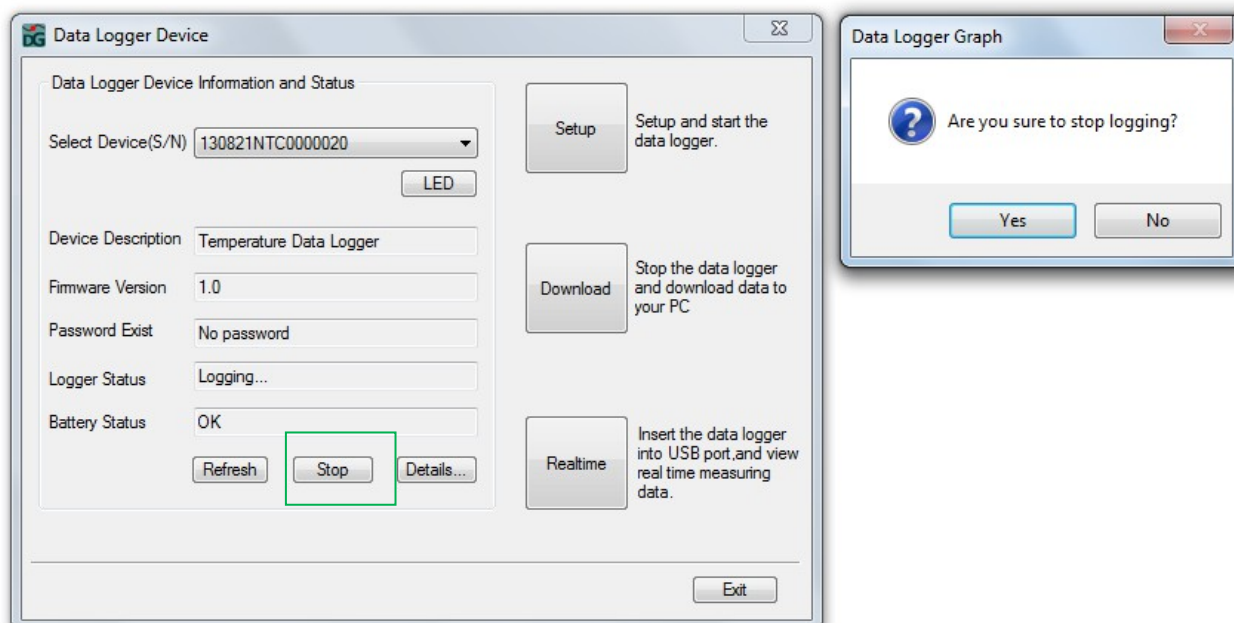 DG
Data Logger Device
Data Logger Device Information and Status
Select Device(S/N)
130821NTC0000020
LED
Device Description
Temperature Data Logger
Firmware Version
1.0
Password Exist
No password
Logger Status
Logging...
Battery Status
OK
Refresh
Stop
Details...
Setup
Setup and start the
data logger.
Download
Stop the data logger
and download data to
your PC
Realtime
Insert the data logger
into USB port,and view
real time measuring
data.
Exit
Data Logger Graph
Are you sure to stop logging?
Yes
No